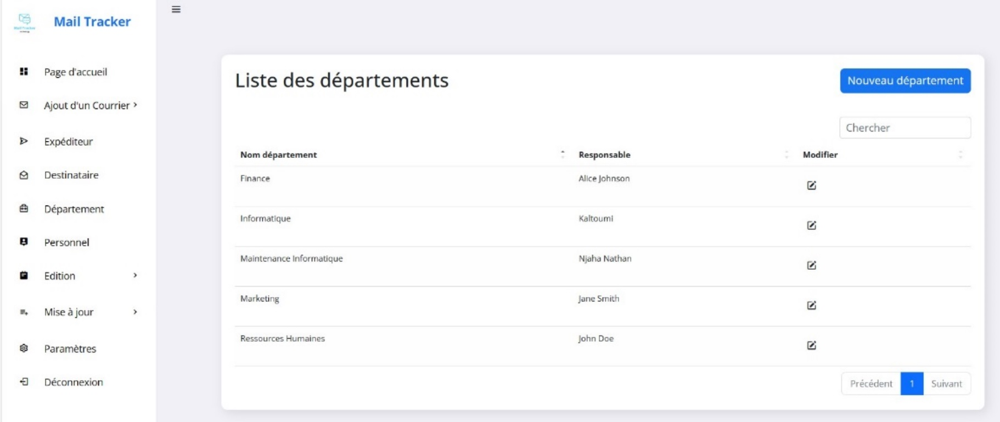 Mail Tracker
Page d'accueil
Ajout d'un Courrier
Expéditeur
Destinataire
Département
Personnel
Edition
Mise à jour
Paramètres
Déconnexion
Liste des départements
Nouveau département
Chercher
Nom département Responsable Modifier
Finance Alice Johnson
Informatique Kaltoumi
Maintenance Informatique Njaha Nathan
Marketing Jane Smith
Ressources Humaines John Doe
Précédent 1 Suivant